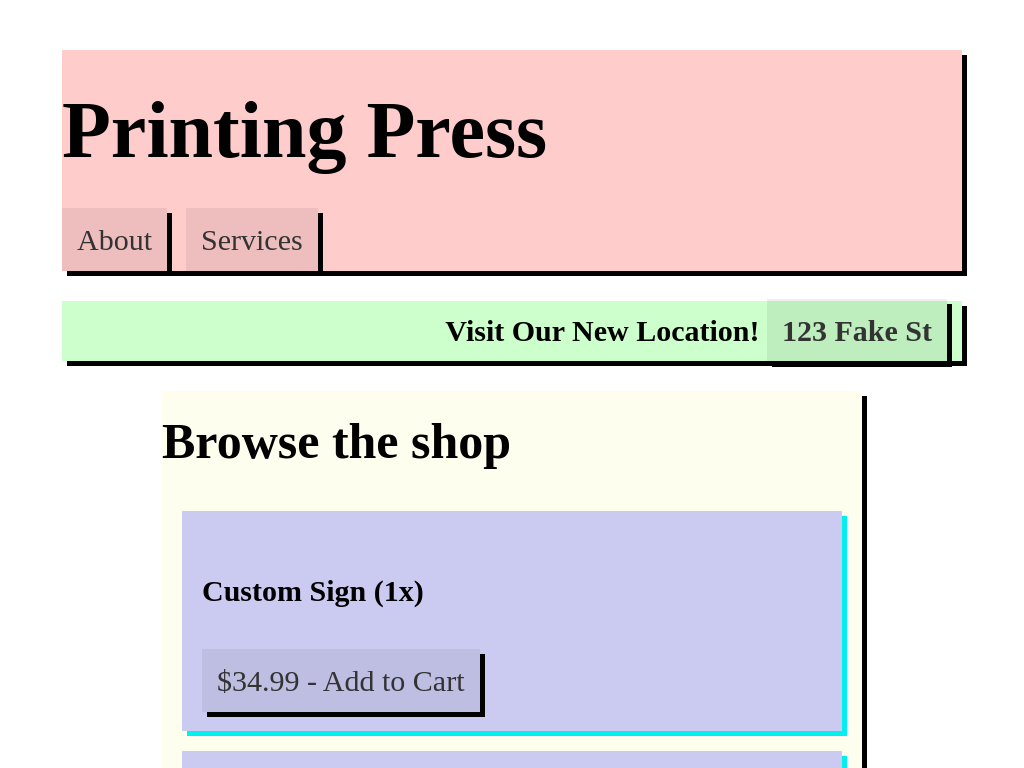 Printing Press
About Services
Visit Our New Location! 123 Fake St
Browse the shop
Custom Sign (1x)
$34.99 - Add to Cart